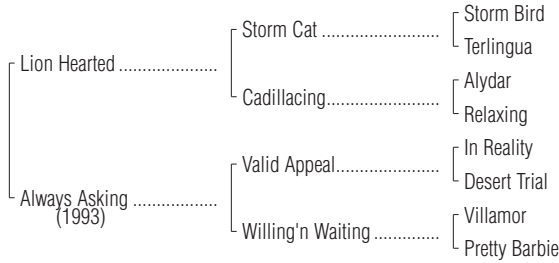 Storm Bird
Storm Cat ........................
Terlingua
Lion Hearted .....................
Alydar
Cadillacing........................
Relaxing
In Reality
Valid Appeal......................
Desert Trial
Always Asking ..................
(1993)
Villamor
Willing'n Waiting ..............
Pretty Barbie